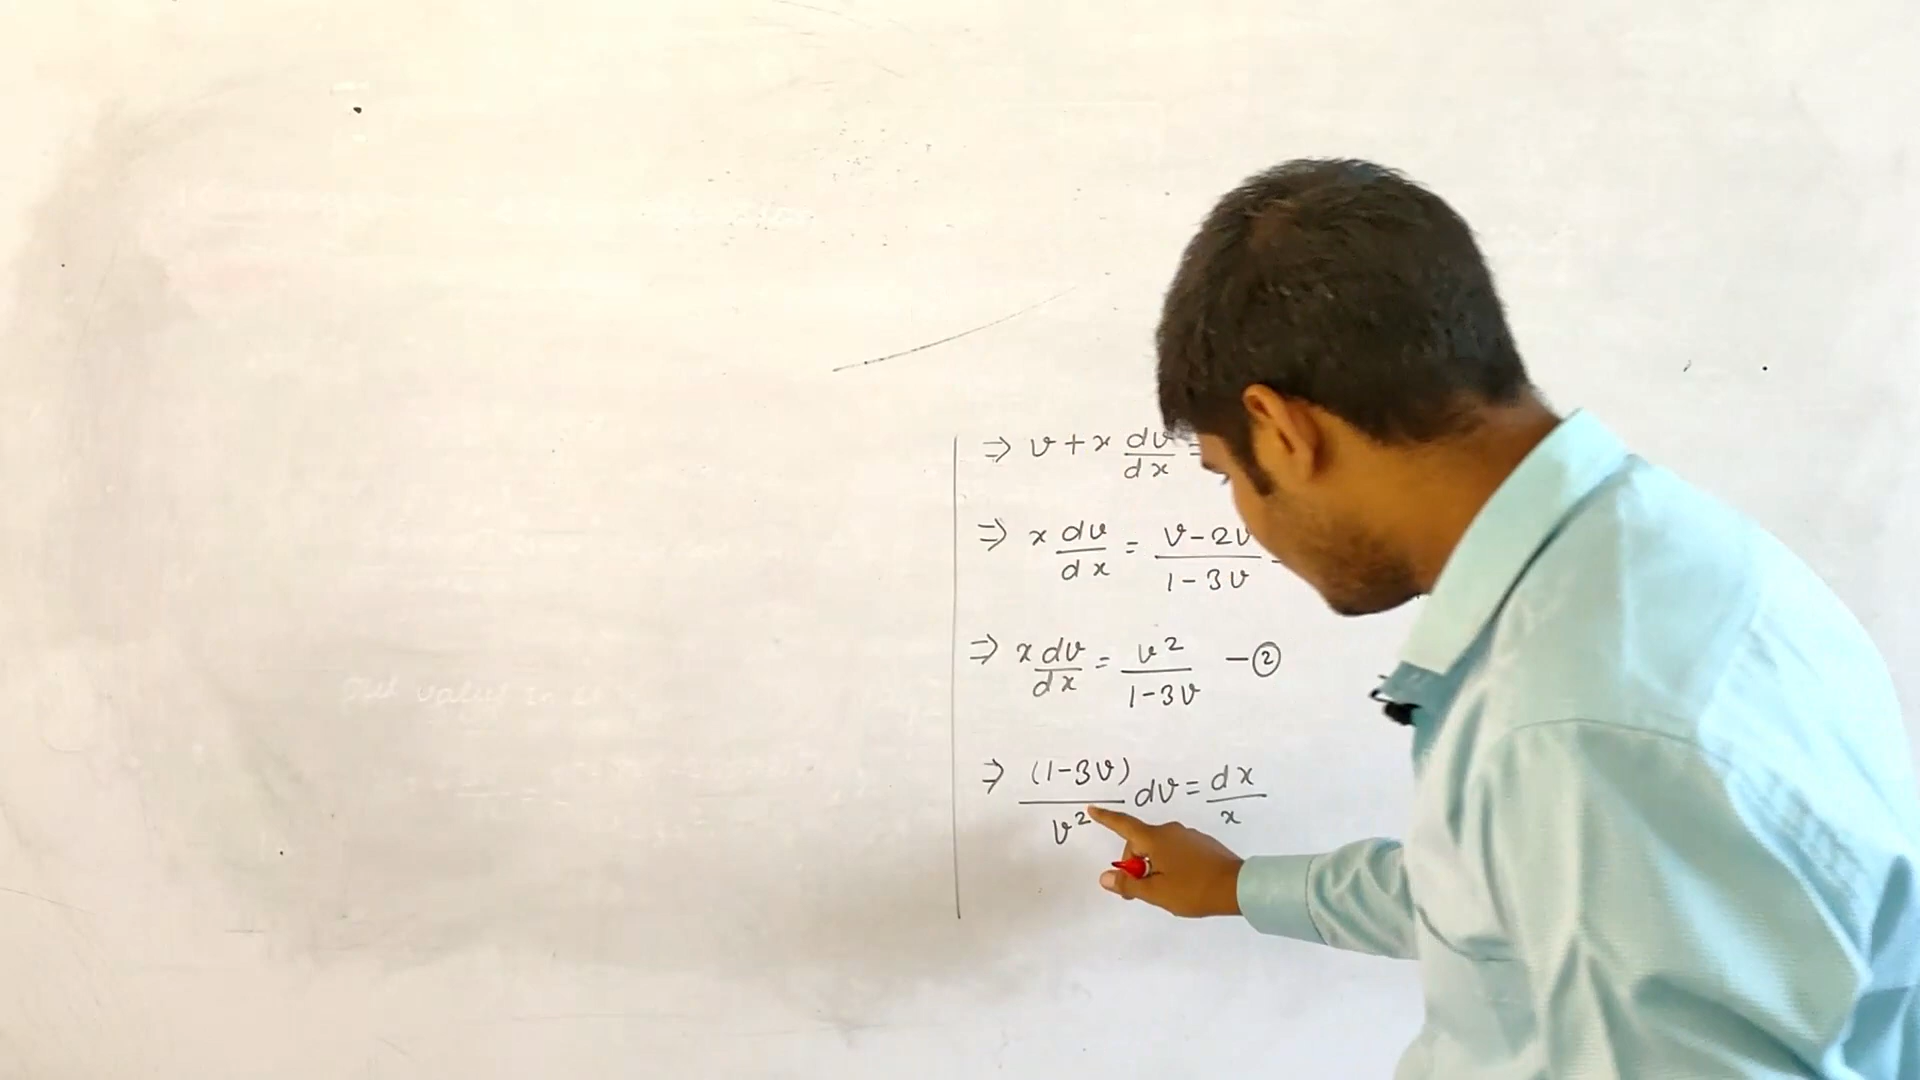 ⇒ v + x dv/dx =
⇒ x dv/dx = (v - 2v)/(1 - 3v) -
⇒ x dv/dx = v²/(1 - 3v) - ②
⇒ (1 - 3v)/v² dv = dx/x